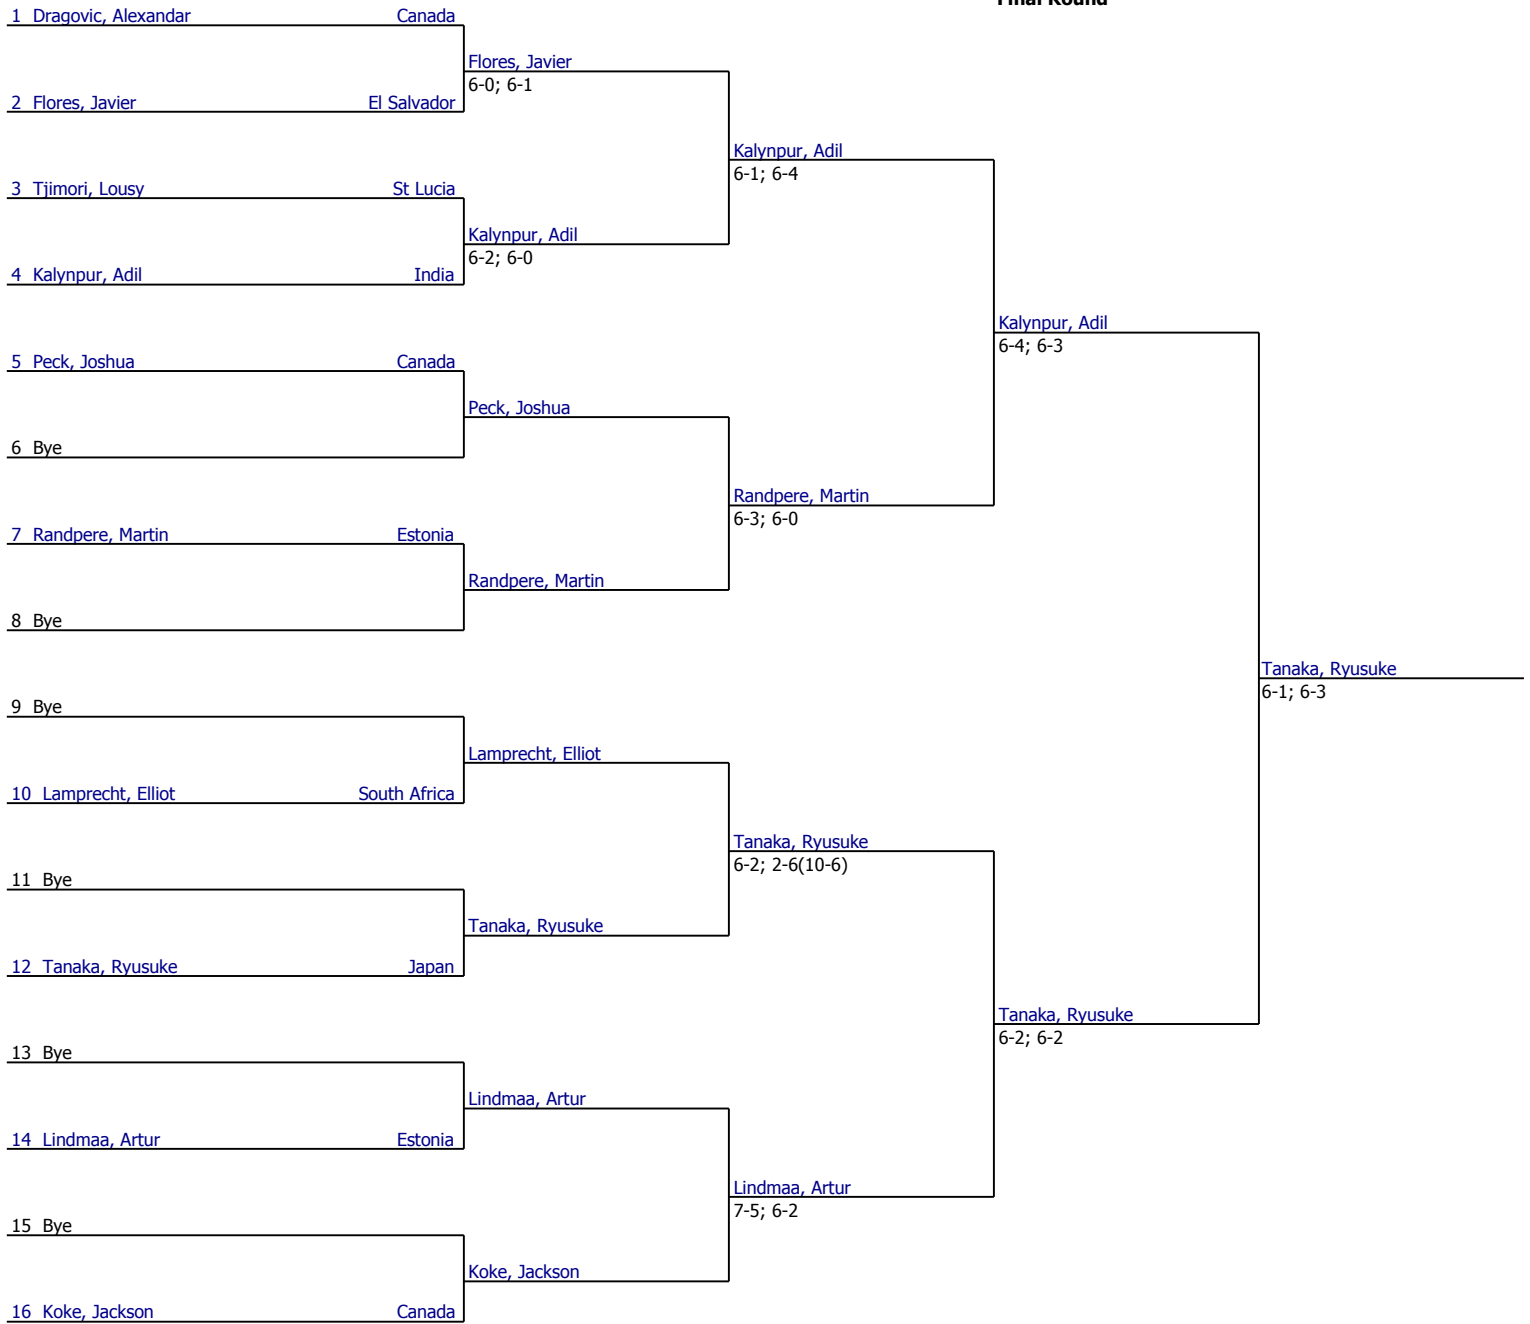 Final Round
1 Dragovic, Alexandar Canada
Flores, Javier
6-0; 6-1
2 Flores, Javier El Salvador
Kalynpur, Adil
6-1; 6-4
3 Tjimori, Lousy St Lucia
Kalynpur, Adil
6-2; 6-0
4 Kalynpur, Adil India
Kalynpur, Adil
6-4; 6-3
5 Peck, Joshua Canada
Peck, Joshua
6 Bye
Randpere, Martin
6-3; 6-0
7 Randpere, Martin Estonia
Randpere, Martin
8 Bye
Tanaka, Ryusuke
6-1; 6-3
9 Bye
Lamprecht, Elliot
10 Lamprecht, Elliot South Africa
Tanaka, Ryusuke
6-2; 2-6(10-6)
11 Bye
Tanaka, Ryusuke
12 Tanaka, Ryusuke Japan
Tanaka, Ryusuke
6-2; 6-2
13 Bye
Lindmaa, Artur
14 Lindmaa, Artur Estonia
Lindmaa, Artur
7-5; 6-2
15 Bye
Koke, Jackson
16 Koke, Jackson Canada